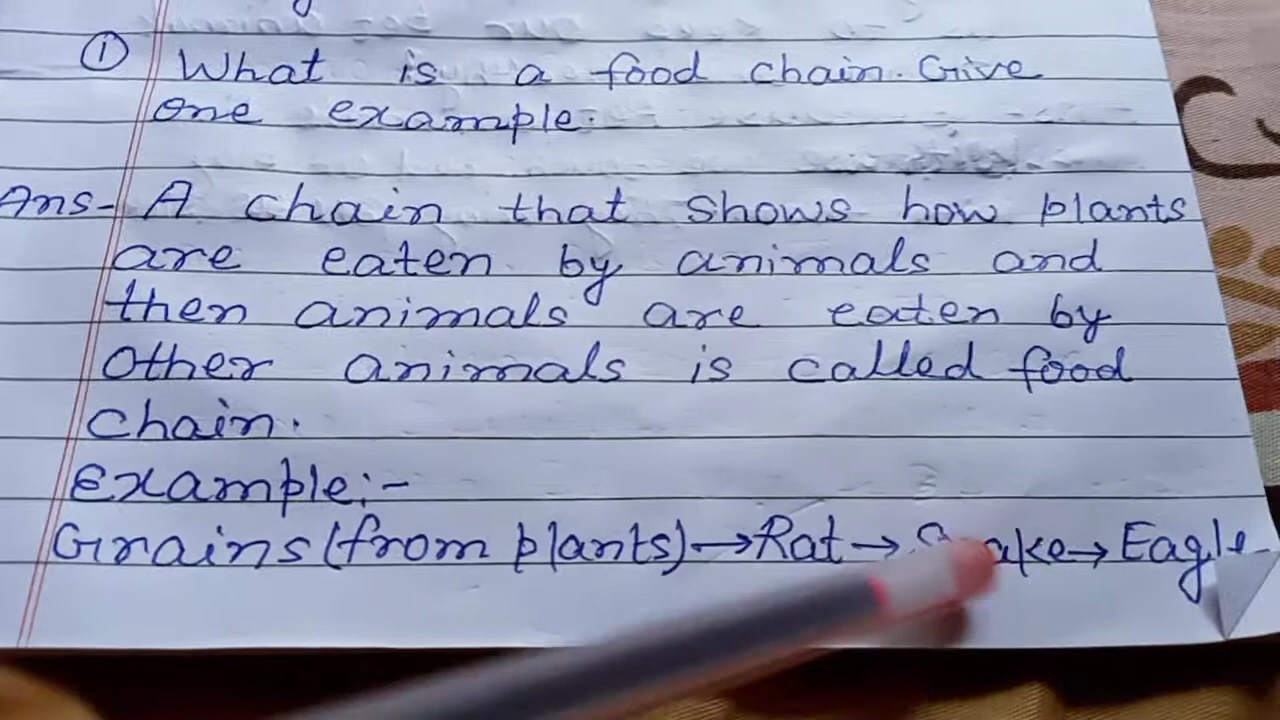 ① What is a food chain. Give
one example.
Ans- A chain that shows how plants
are eaten by animals and
then animals are eaten by
other animals is called food
chain.
Example:-
Grains (from plants) → Rat → Snake → Eagle